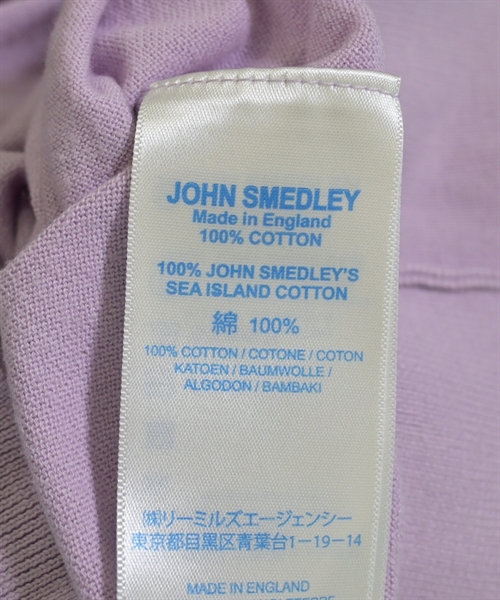 JOHN SMEDLEY
Made in England
100% COTTON
100% JOHN SMEDLEY'S
SEA ISLAND COTTON
綿 100%
100% COTTON / COTONE / COTON
KATOEN / BAUMWOLLE /
ALGODON / BAMBAKI
㈱リーミルズエージェンシー
東京都目黒区青葉台1-19-14
MADE IN ENGLAND